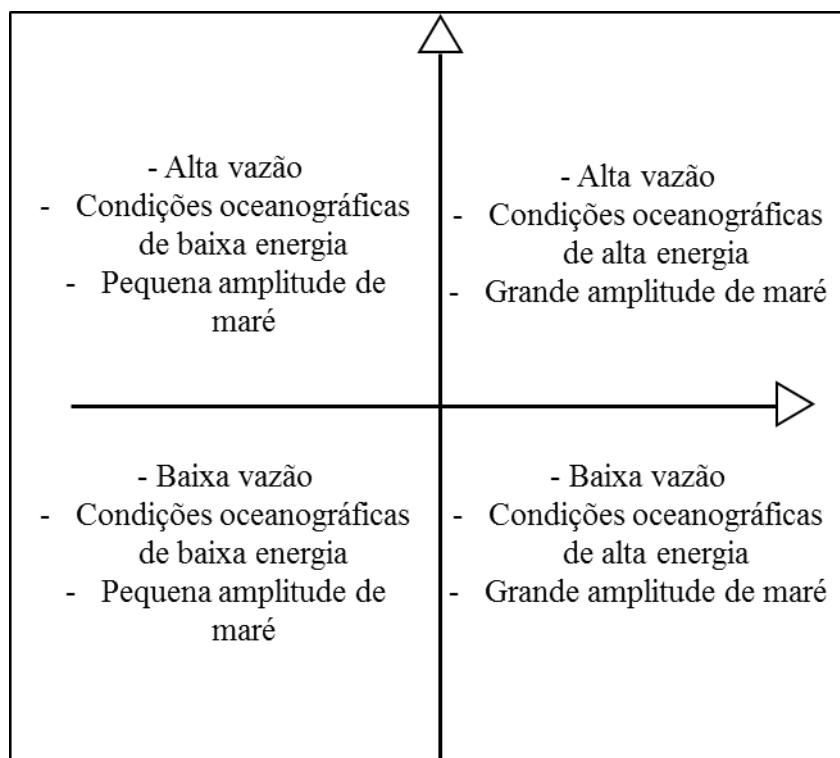 - Alta vazão
- Condições oceanográficas
de baixa energia
- Pequena amplitude de
maré
- Alta vazão
- Condições oceanográficas
de alta energia
- Grande amplitude de maré
- Baixa vazão
- Condições oceanográficas
de baixa energia
- Pequena amplitude de
maré
- Baixa vazão
- Condições oceanográficas
de alta energia
- Grande amplitude de maré